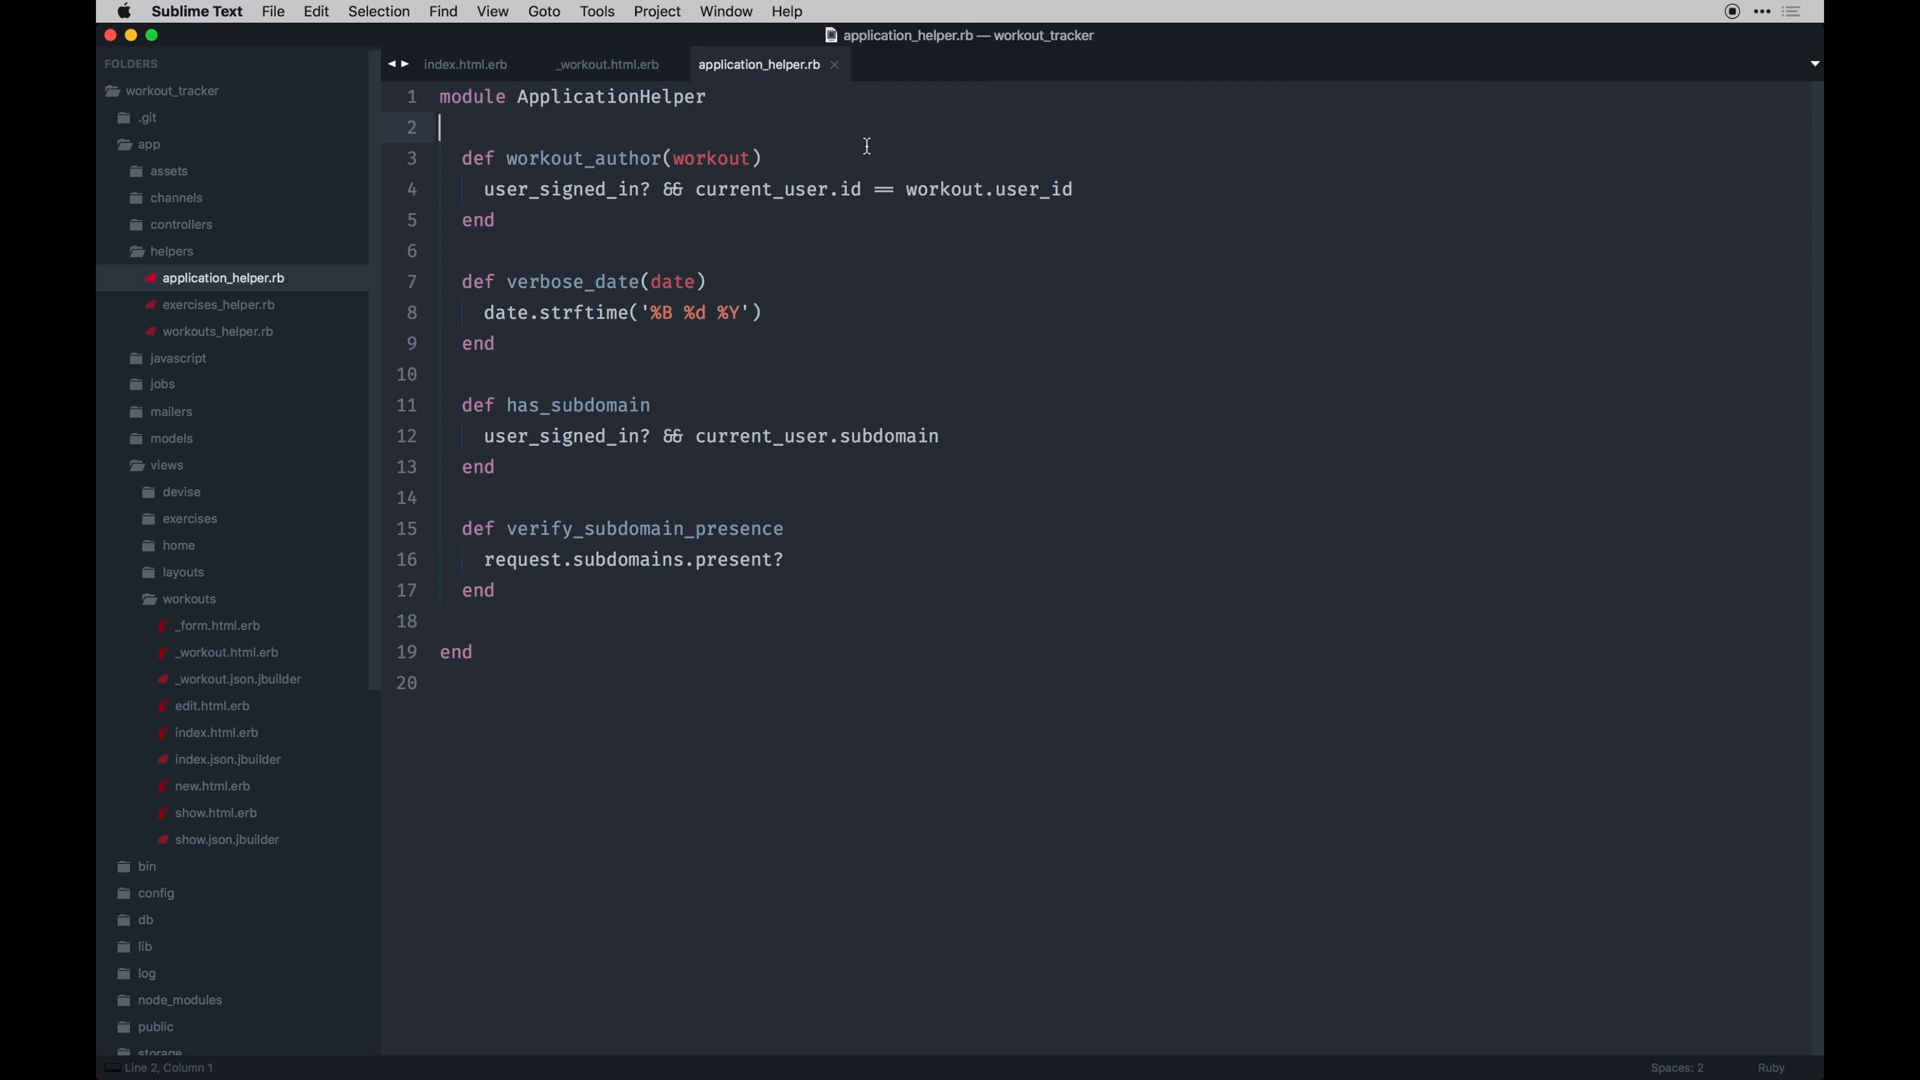 Sublime Text File Edit Selection Find View Goto Tools Project Window Help
application_helper.rb — workout_tracker
FOLDERS
workout_tracker
.git
app
assets
channels
controllers
helpers
application_helper.rb
exercises_helper.rb
workouts_helper.rb
javascript
jobs
mailers
models
views
devise
exercises
home
layouts
workouts
_form.html.erb
_workout.html.erb
_workout.json.jbuilder
edit.html.erb
index.html.erb
index.json.jbuilder
new.html.erb
show.html.erb
show.json.jbuilder
bin
config
db
lib
log
node_modules
public
storage
index.html.erb _workout.html.erb application_helper.rb
1 module ApplicationHelper
2
3 def workout_author(workout)
4 user_signed_in? && current_user.id == workout.user_id
5 end
6
7 def verbose_date(date)
8 date.strftime('%B %d %Y')
9 end
10
11 def has_subdomain
12 user_signed_in? && current_user.subdomain
13 end
14
15 def verify_subdomain_presence
16 request.subdomains.present?
17 end
18
19 end
20
Line 2, Column 1 Spaces: 2 Ruby